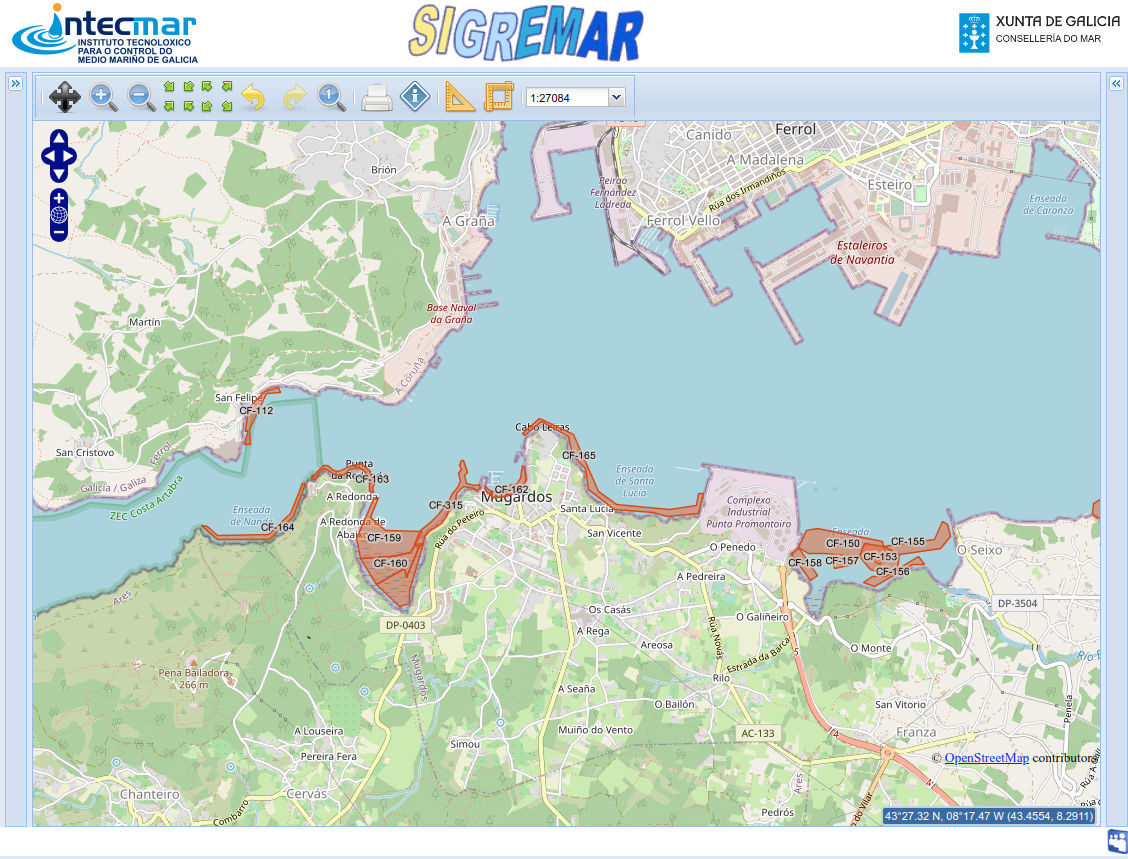 intecmar
INSTITUTO TECNOLOXICO
PARA O CONTROL DO
MEDIO MARIÑO DE GALICIA
SIGREMAR
XUNTA DE GALICIA
CONSELLERÍA DO MAR
1
1:27084
Canido
Ferrol
A Madalena
Brión
Peirao
Fernández
Ladreda
Rúa dos Irmandiños
Esteiro
Enseada
de Caranza
A Graña
Ferrol Vello
Estaleiros
de Navantia
Base Naval
da Graña
Martín
A Coruña
San Felipe
CF-112
San Cristovo
Ferrol
Galicia / Galiza
ZEC Costa Ártabra
Cabo Leiras
CF-165
Punta
da Redonda
CF-163
A Redonda
Enseada
de Santa
Lucía
CF-162
Mugardos
CF-315
Santa Lucía
Complexo
Industrial
Punta Promontoiro
Enseada
de Nande
CF-164
A Redonda de
Abaixo
CF-159
CF-160
Rúa do Peteiro
San Vicente
O Penedo
Enseada
CF-150
CF-155
CF-158
CF-157
CF-153
CF-156
O Seixo
A Pedreira
Ares
DP-0403
Os Casás
A Rega
O Galiñeiro
DP-3504
Areosa
Rúa Novás
Estrada da Barca
5
O Monte
Mugardos
Pena Balladora
266 m
Rilo
A Seaña
O Bailón
San Vitorio
Penela
A Louseira
Muíño do Vento
AC-133
Franza
Simou
Pereira Fera
© OpenStreetMap contributors
Chanteiro
Cervás
Combarro
Ares
Pedrós
do Vilar
43°27.32 N, 08°17.47 W (43.4554, 8.2911)